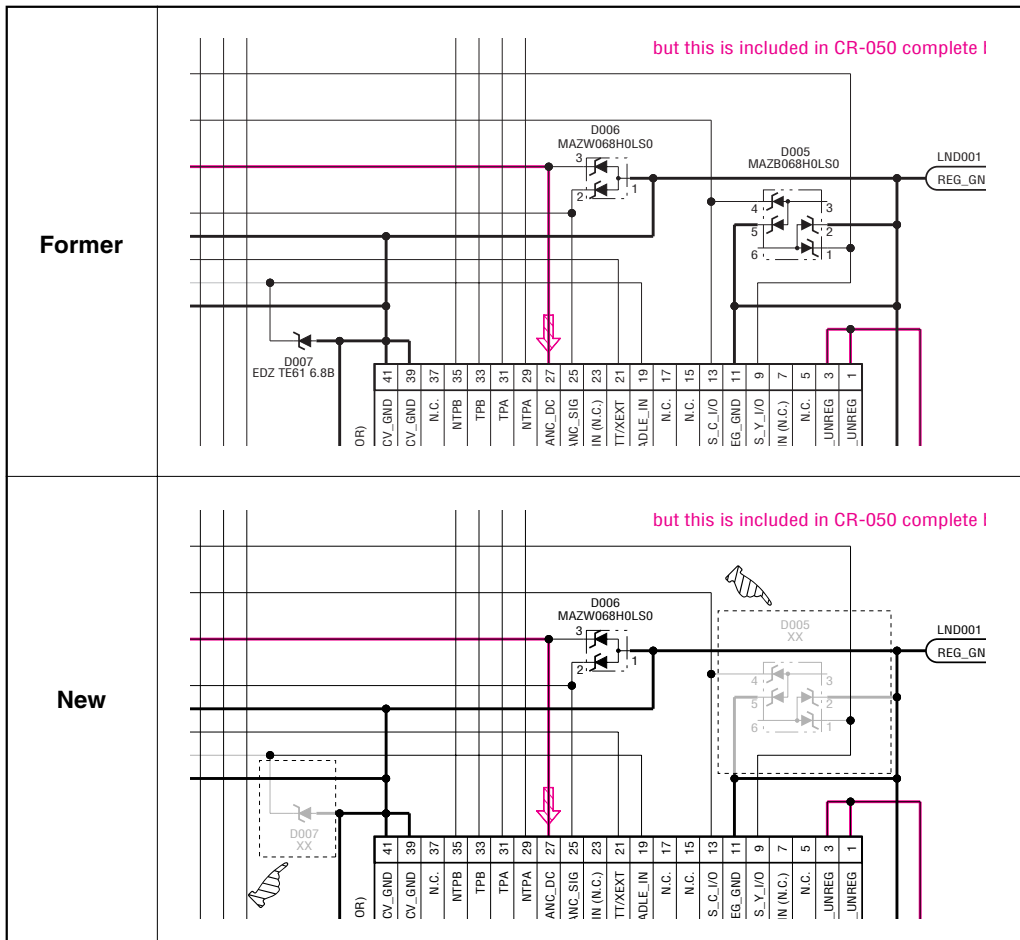 but this is included in CR-050 complete
D006
MAZW068H0LS0
D005
MAZB068H0LS0
LND001
REG_GN
3
2
1
4
5
6
3
2
1
Former
D007
EDZ TE61 6.8B
41 39 37 35 33 31 29 27 25 23 21 19 17 15 13 11 9 7 5 3 1
OR)
CV_GND
CV_GND
N.C.
NTPB
TPB
TPA
NTPA
ANC_DC
ANC_SIG
IN (N.C.)
TT/XEXT
ADLE_IN
N.C.
N.C.
S_C_I/O
EG_GND
S_Y_I/O
IN (N.C.)
N.C.
_UNREG
_UNREG
but this is included in CR-050 complete
D006
MAZW068H0LS0
D005
XX
LND001
REG_GN
3
2
1
4
5
6
3
2
1
New
D007
XX
41 39 37 35 33 31 29 27 25 23 21 19 17 15 13 11 9 7 5 3 1
OR)
CV_GND
CV_GND
N.C.
NTPB
TPB
TPA
NTPA
ANC_DC
ANC_SIG
IN (N.C.)
TT/XEXT
ADLE_IN
N.C.
N.C.
S_C_I/O
EG_GND
S_Y_I/O
IN (N.C.)
N.C.
_UNREG
_UNREG